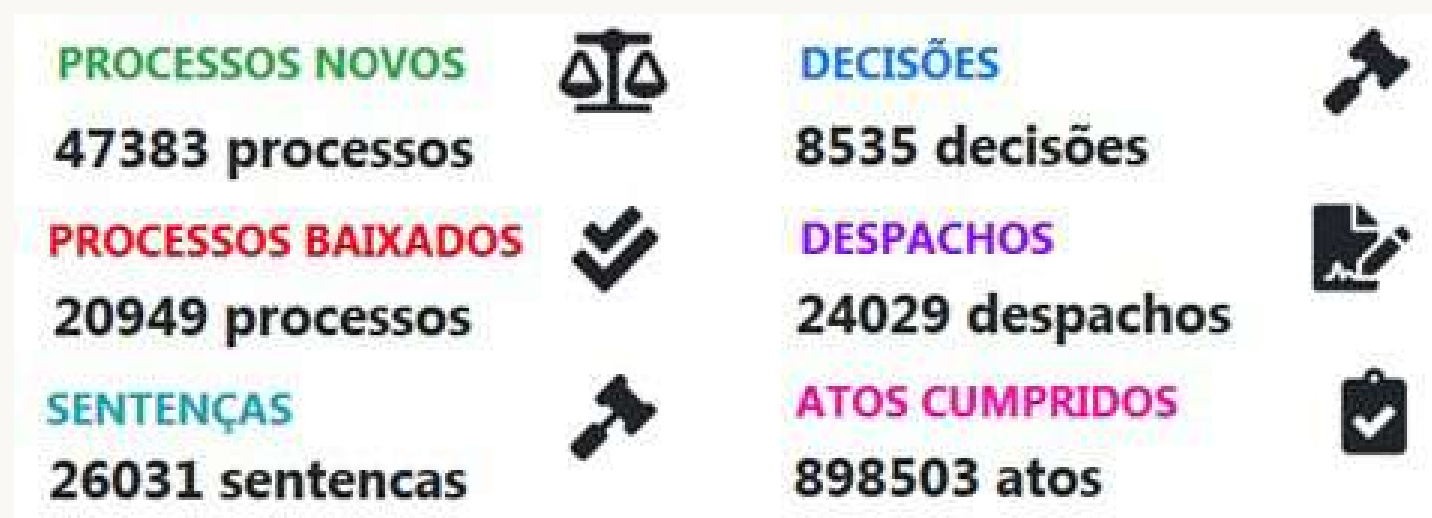 PROCESSOS NOVOS
47383 processos
PROCESSOS BAIXADOS
20949 processos
SENTENÇAS
26031 sentencas
DECISÕES
8535 decisões
DESPACHOS
24029 despachos
ATOS CUMPRIDOS
898503 atos